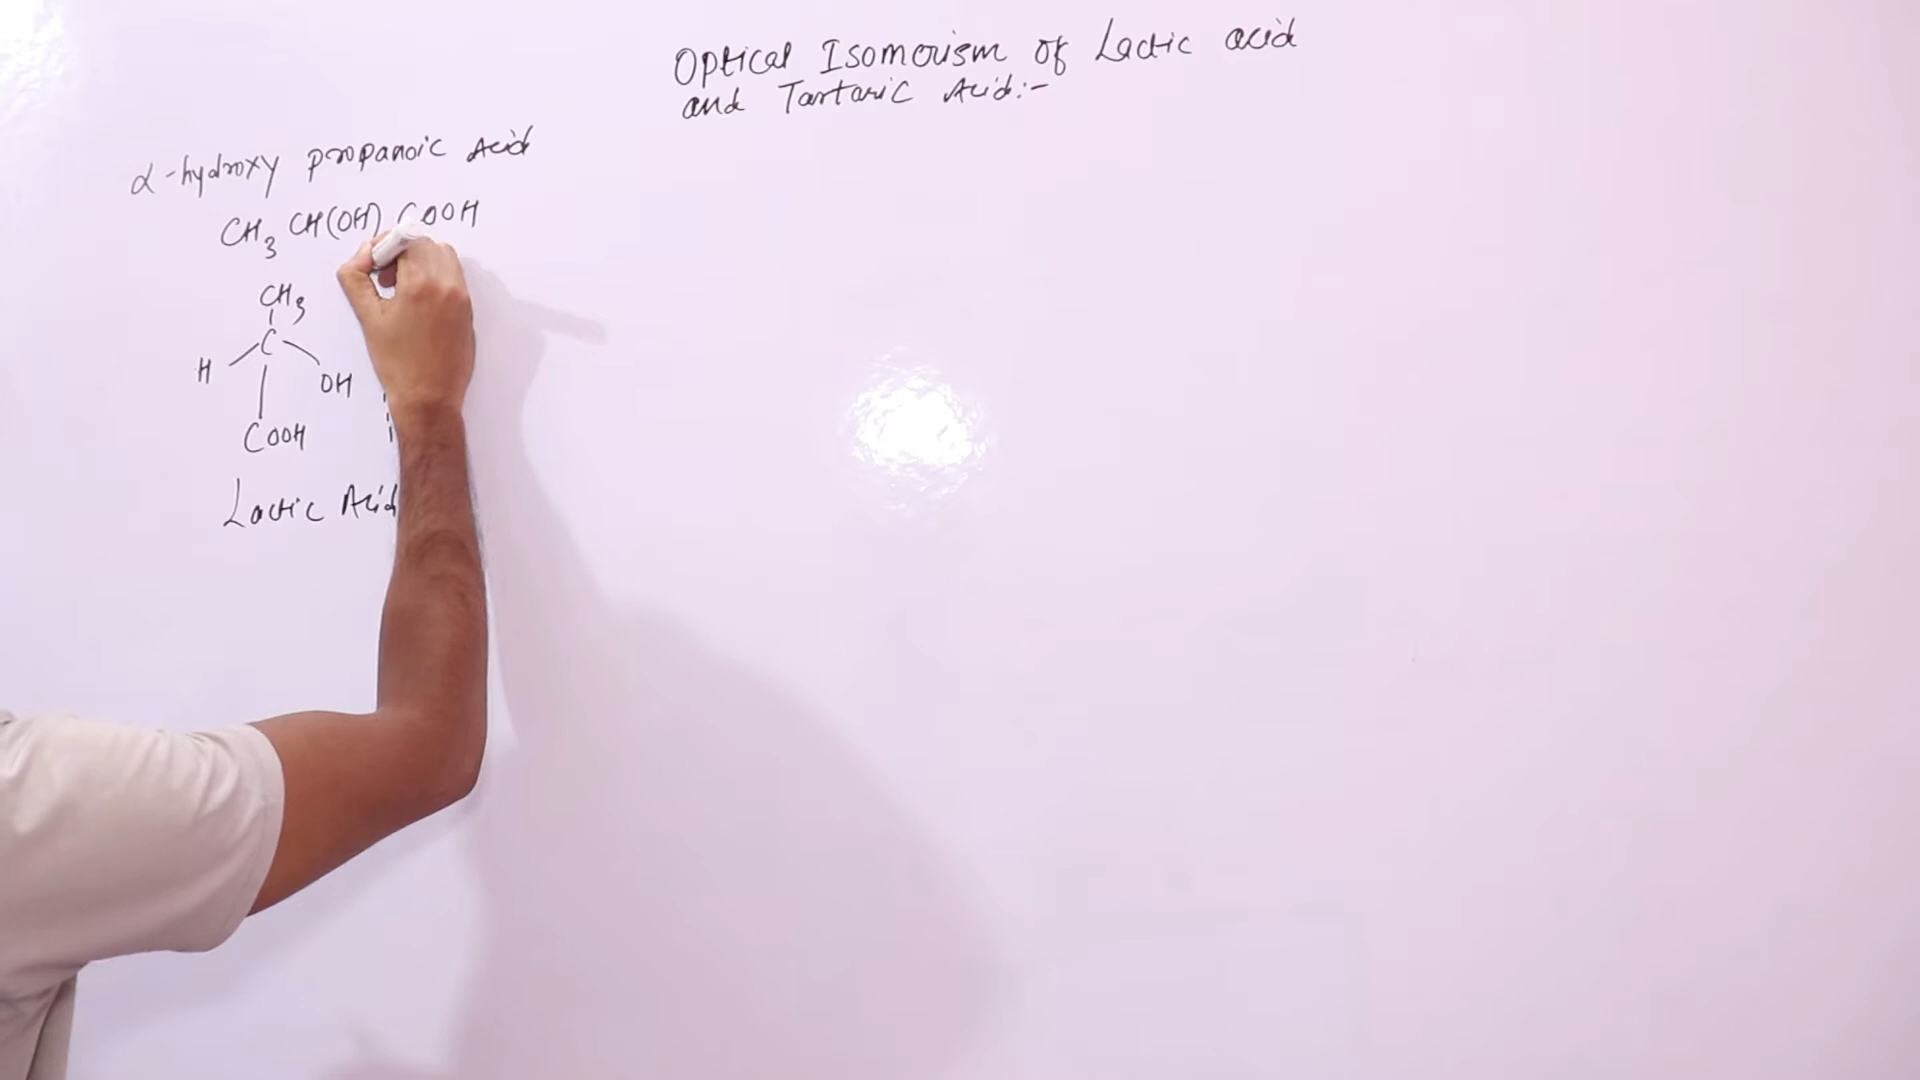 Optical Isomerism of Lactic acid
and Tartaric Acid:-
α-hydroxy propanoic Acid
CH3 CH(OH) COOH
CH3
C
H
OH
COOH
Lactic Acid